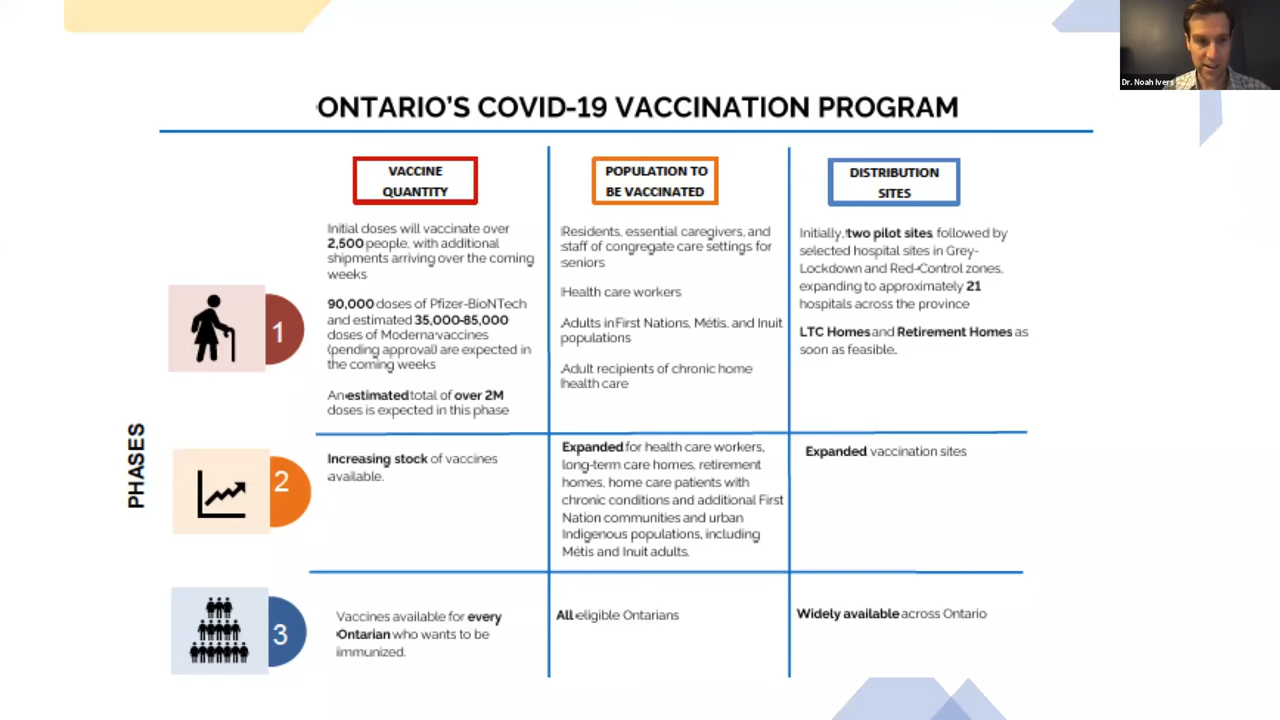 Dr. Noah Ivers
ONTARIO'S COVID-19 VACCINATION PROGRAM
VACCINE
QUANTITY
POPULATION TO
BE VACCINATED
DISTRIBUTION
SITES
PHASES
1
Initial doses will vaccinate over
2,500 people, with additional
shipments arriving over the coming
weeks
90,000 doses of Pfizer-BioNTech
and estimated 35,000-85,000
doses of Moderna vaccines
(pending approval) are expected in
the coming weeks
An estimated total of over 2M
doses is expected in this phase
Residents, essential caregivers, and
staff of congregate care settings for
seniors
Health care workers
Adults in First Nations, Métis, and Inuit
populations
Adult recipients of chronic home
health care
Initially, two pilot sites, followed by
selected hospital sites in Grey-
Lockdown and Red-Control zones,
expanding to approximately 21
hospitals across the province
LTC Homes and Retirement Homes as
soon as feasible.
2
Increasing stock of vaccines
available.
Expanded for health care workers,
long-term care homes, retirement
homes, home care patients with
chronic conditions and additional First
Nation communities and urban
Indigenous populations, including
Métis and Inuit adults.
Expanded vaccination sites
3
Vaccines available for every
Ontarian who wants to be
immunized.
All eligible Ontarians
Widely available across Ontario